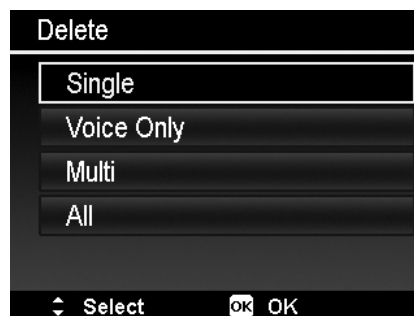 Delete
Single
Voice Only
Multi
All
Select OK OK